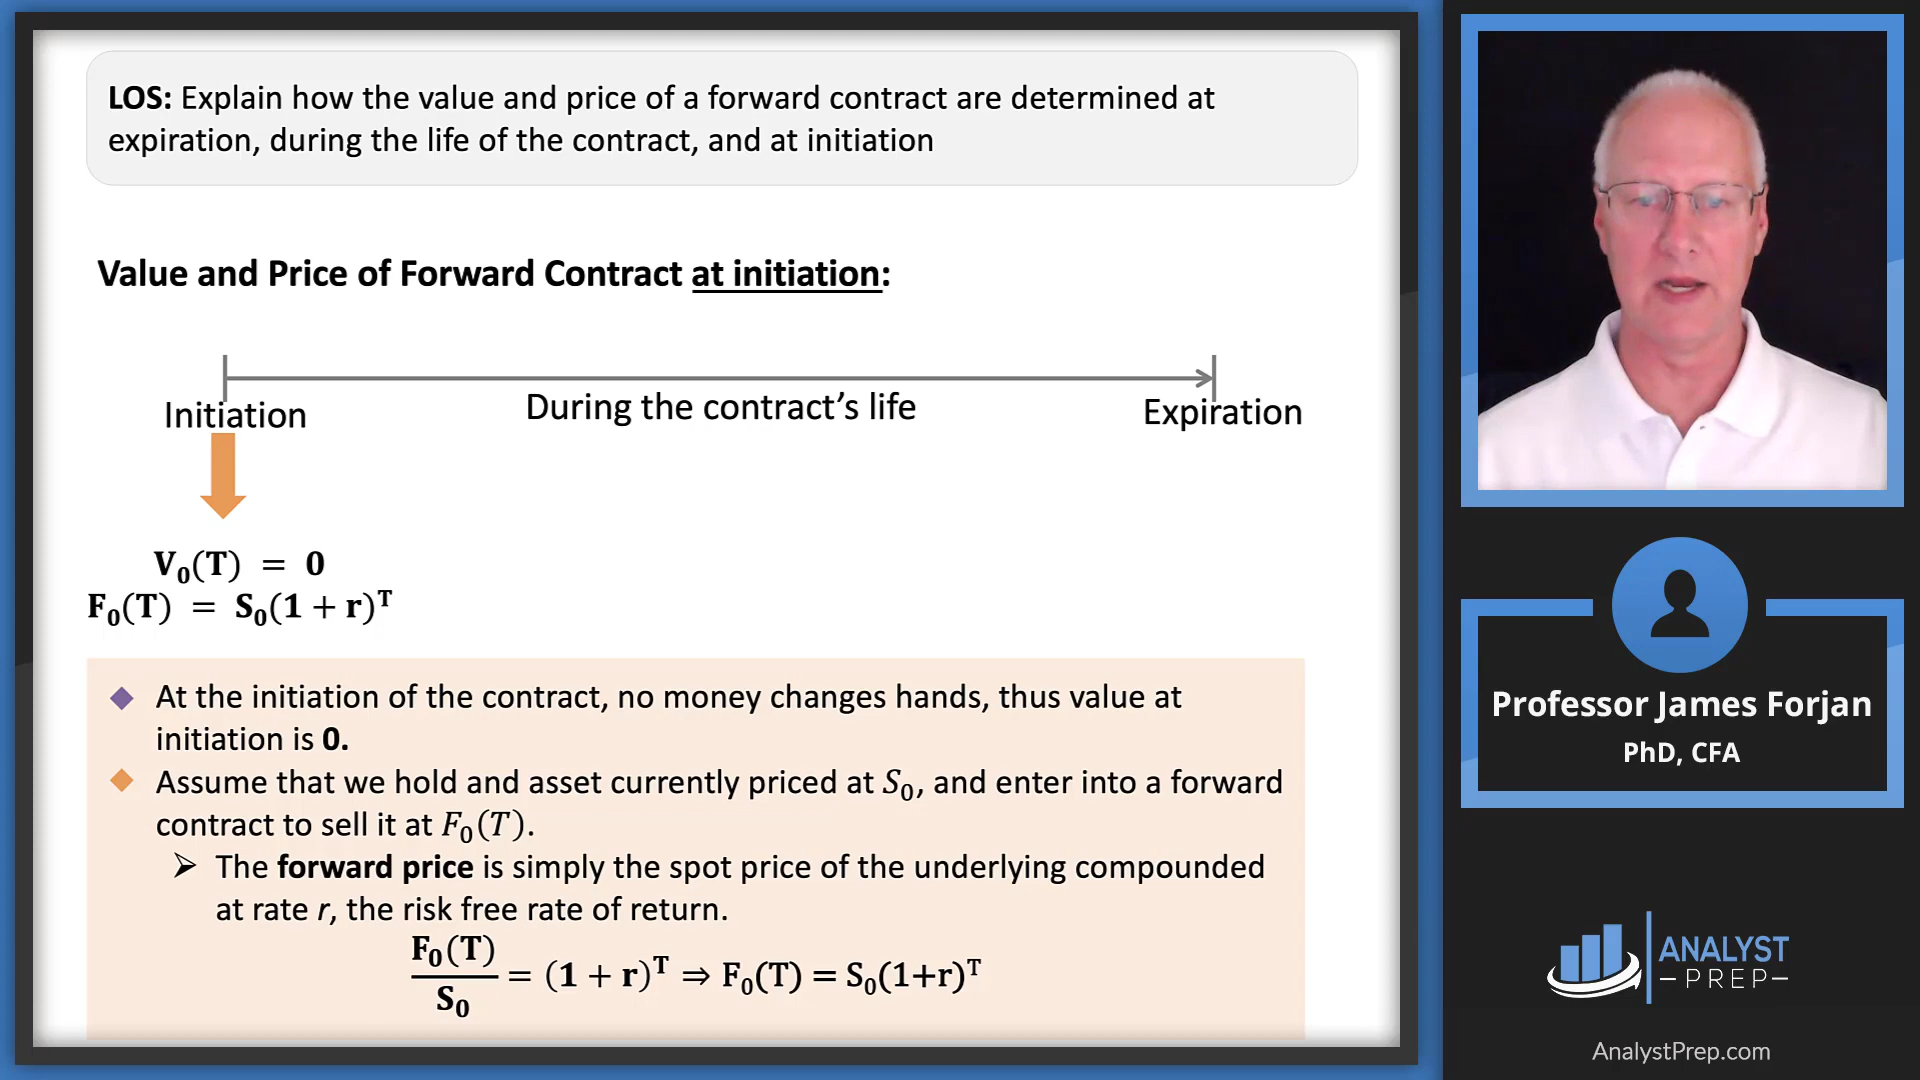 LOS: Explain how the value and price of a forward contract are determined at
expiration, during the life of the contract, and at initiation
Value and Price of Forward Contract at initiation:
Initiation
During the contract’s life
Expiration
V₀(T) = 0
F₀(T) = S₀(1 + r)ᵀ
At the initiation of the contract, no money changes hands, thus value at
initiation is 0.
Assume that we hold and asset currently priced at S₀, and enter into a forward
contract to sell it at F₀(T).
The forward price is simply the spot price of the underlying compounded
at rate r, the risk free rate of return.
F₀(T)/S₀ = (1 + r)ᵀ ⇒ F₀(T) = S₀(1+r)ᵀ
Professor James Forjan
PhD, CFA
ANALYST
PREP
AnalystPrep.com